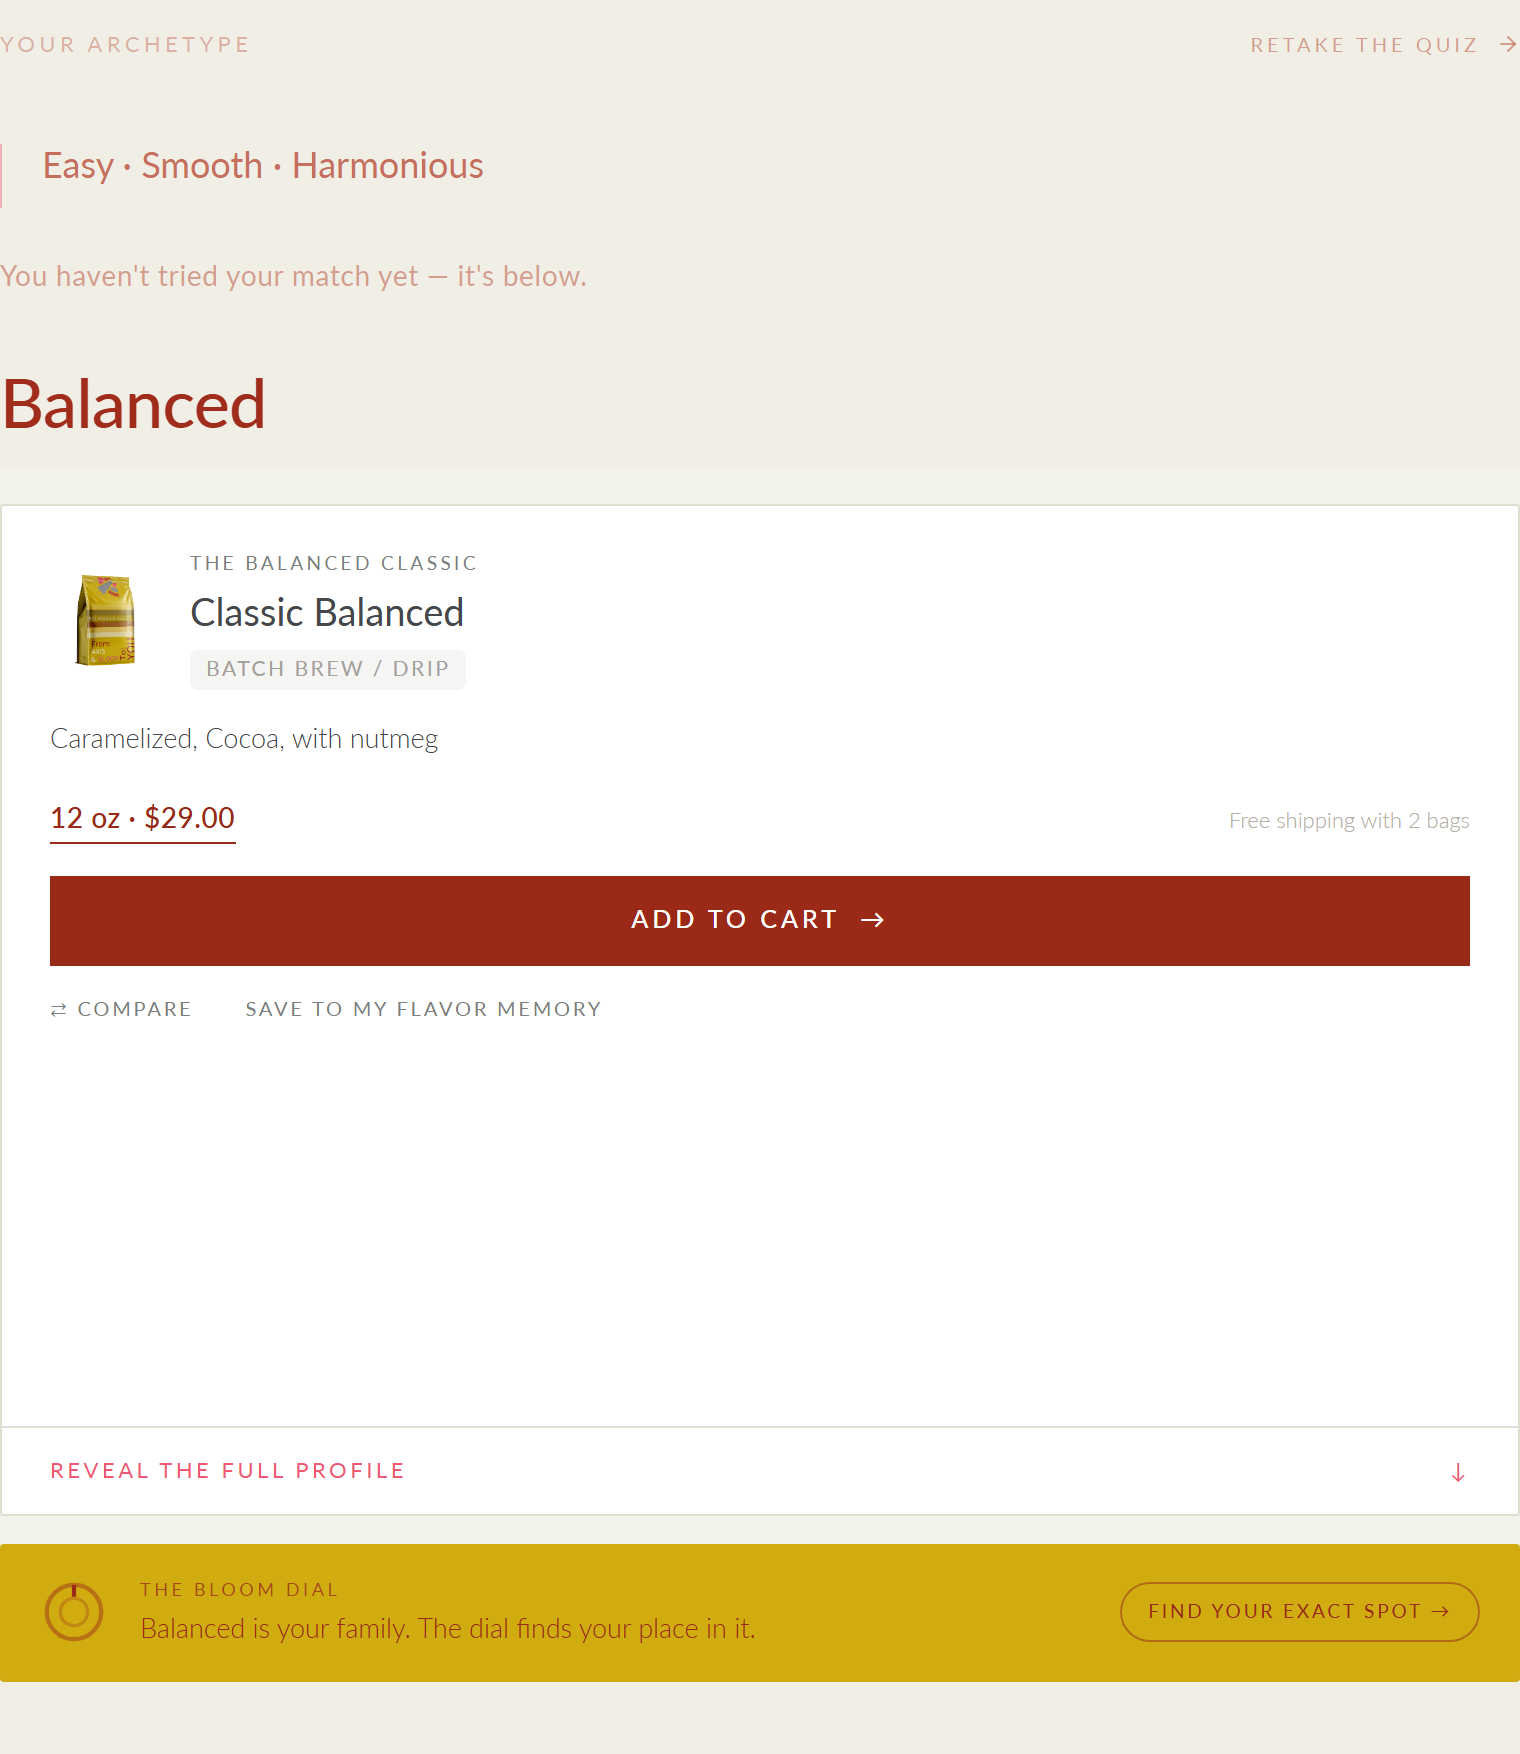 YOUR ARCHETYPE
RETAKE THE QUIZ →
Easy · Smooth · Harmonious
You haven't tried your match yet — it's below.
Balanced
THE BALANCED CLASSIC
Classic Balanced
BATCH BREW / DRIP
Caramelized, Cocoa, with nutmeg
12 oz · $29.00
Free shipping with 2 bags
ADD TO CART →
⇄ COMPARE
SAVE TO MY FLAVOR MEMORY
REVEAL THE FULL PROFILE ↓
THE BLOOM DIAL
Balanced is your family. The dial finds your place in it.
FIND YOUR EXACT SPOT →